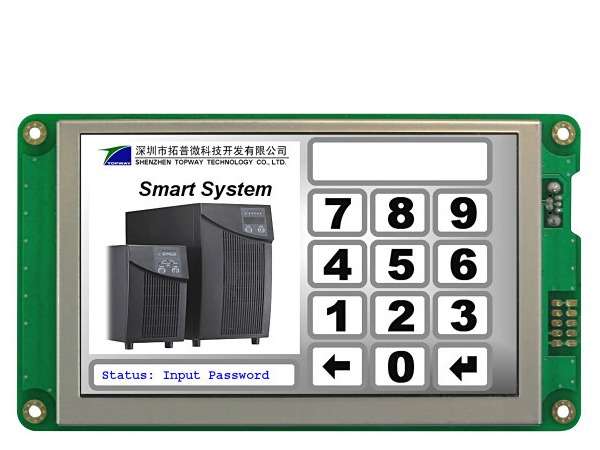 深圳市拓普微科技开发有限公司
TOPWAY
SHENZHEN TOPWAY TECHNOLOGY CO., LTD.
Smart System
7 8 9
4 5 6
1 2 3
← 0 ↵
Status: Input Password